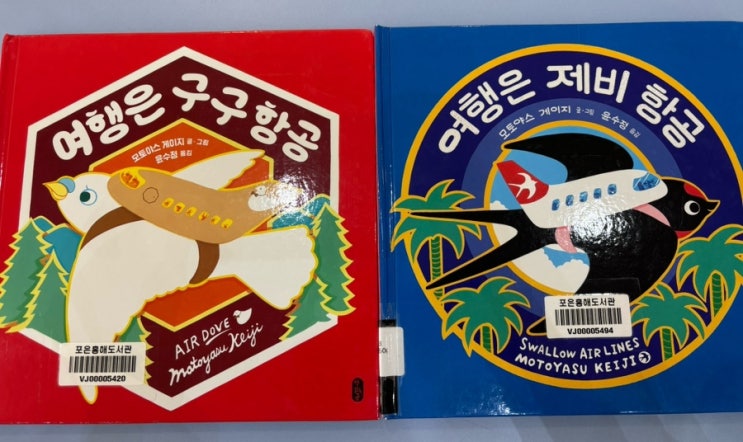 여행은 구구항공
모토야스 게이지 글·그림
윤수정 옮김
AIR DOVE
Motoyasu Keiji
포은흥해도서관
VJ00005420
여행은 제비 항공
모토야스 게이지 글·그림 윤수정 옮김
포은흥해도서관
VJ00005494
SWALLOW AIR LINES
MOTOYASU KEIJI